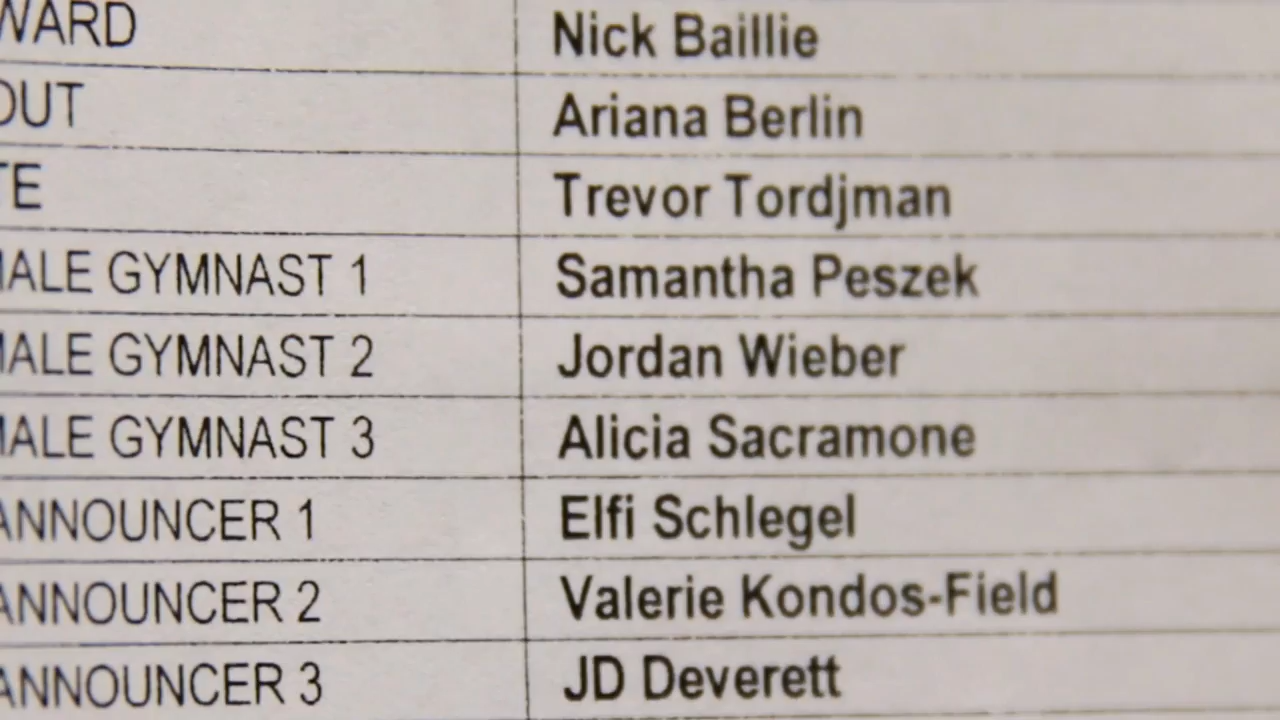 WARD Nick Baillie
OUT Ariana Berlin
TE Trevor Tordjman
MALE GYMNAST 1 Samantha Peszek
MALE GYMNAST 2 Jordan Wieber
MALE GYMNAST 3 Alicia Sacramone
ANNOUNCER 1 Elfi Schlegel
ANNOUNCER 2 Valerie Kondos-Field
ANNOUNCER 3 JD Deverett